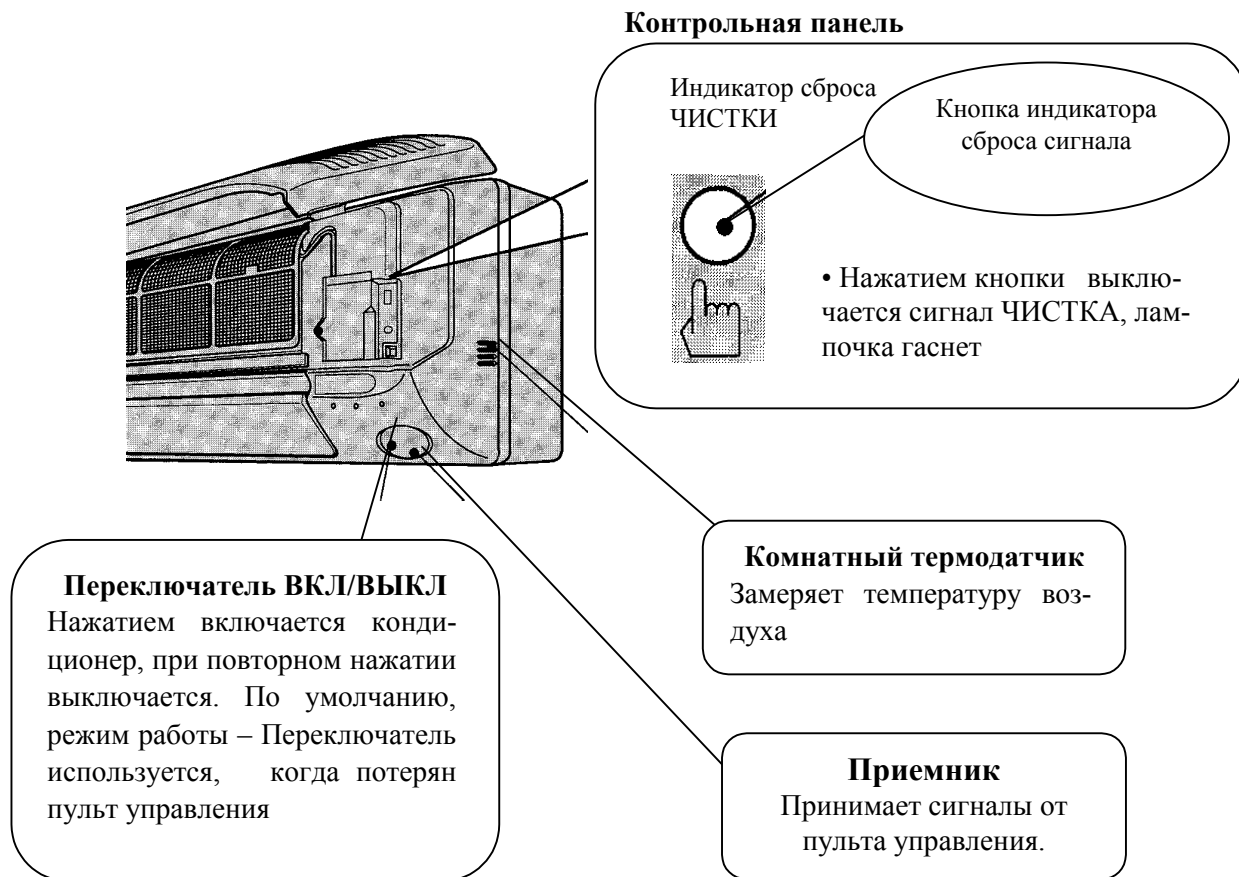 Контрольная панель
Индикатор сброса
ЧИСТКИ
Кнопка индикатора
сброса сигнала
• Нажатием кнопки выклю-
чается сигнал ЧИСТКА, лам-
почка гаснет
Комнатный термодатчик
Замеряет температуру воз-
духа
Переключатель ВКЛ/ВЫКЛ
Нажатием включается конди-
ционер, при повторном нажатии
выключается. По умолчанию,
режим работы – Переключатель
используется, когда потерян
пульт управления
Приемник
Принимает сигналы от
пульта управления.